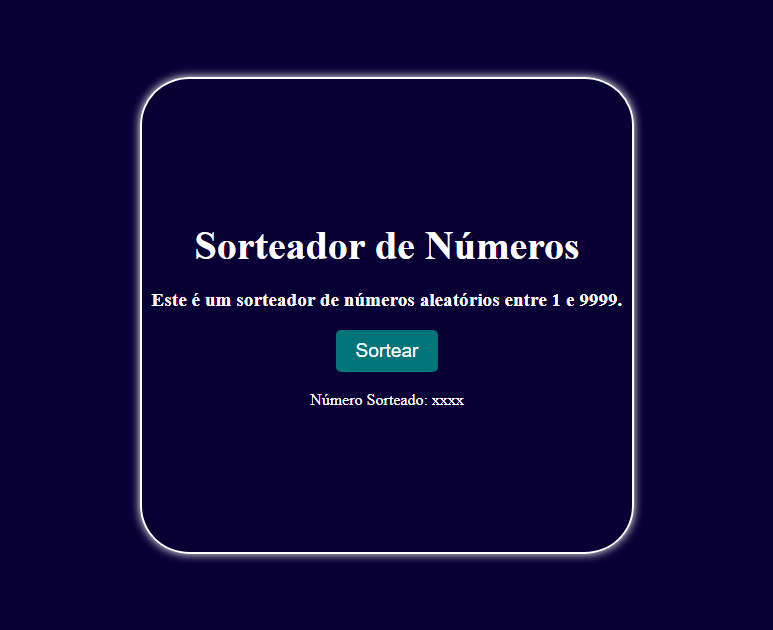 Sorteador de Números
Este é um sorteador de números aleatórios entre 1 e 9999.
Sortear
Número Sorteado: xxxx